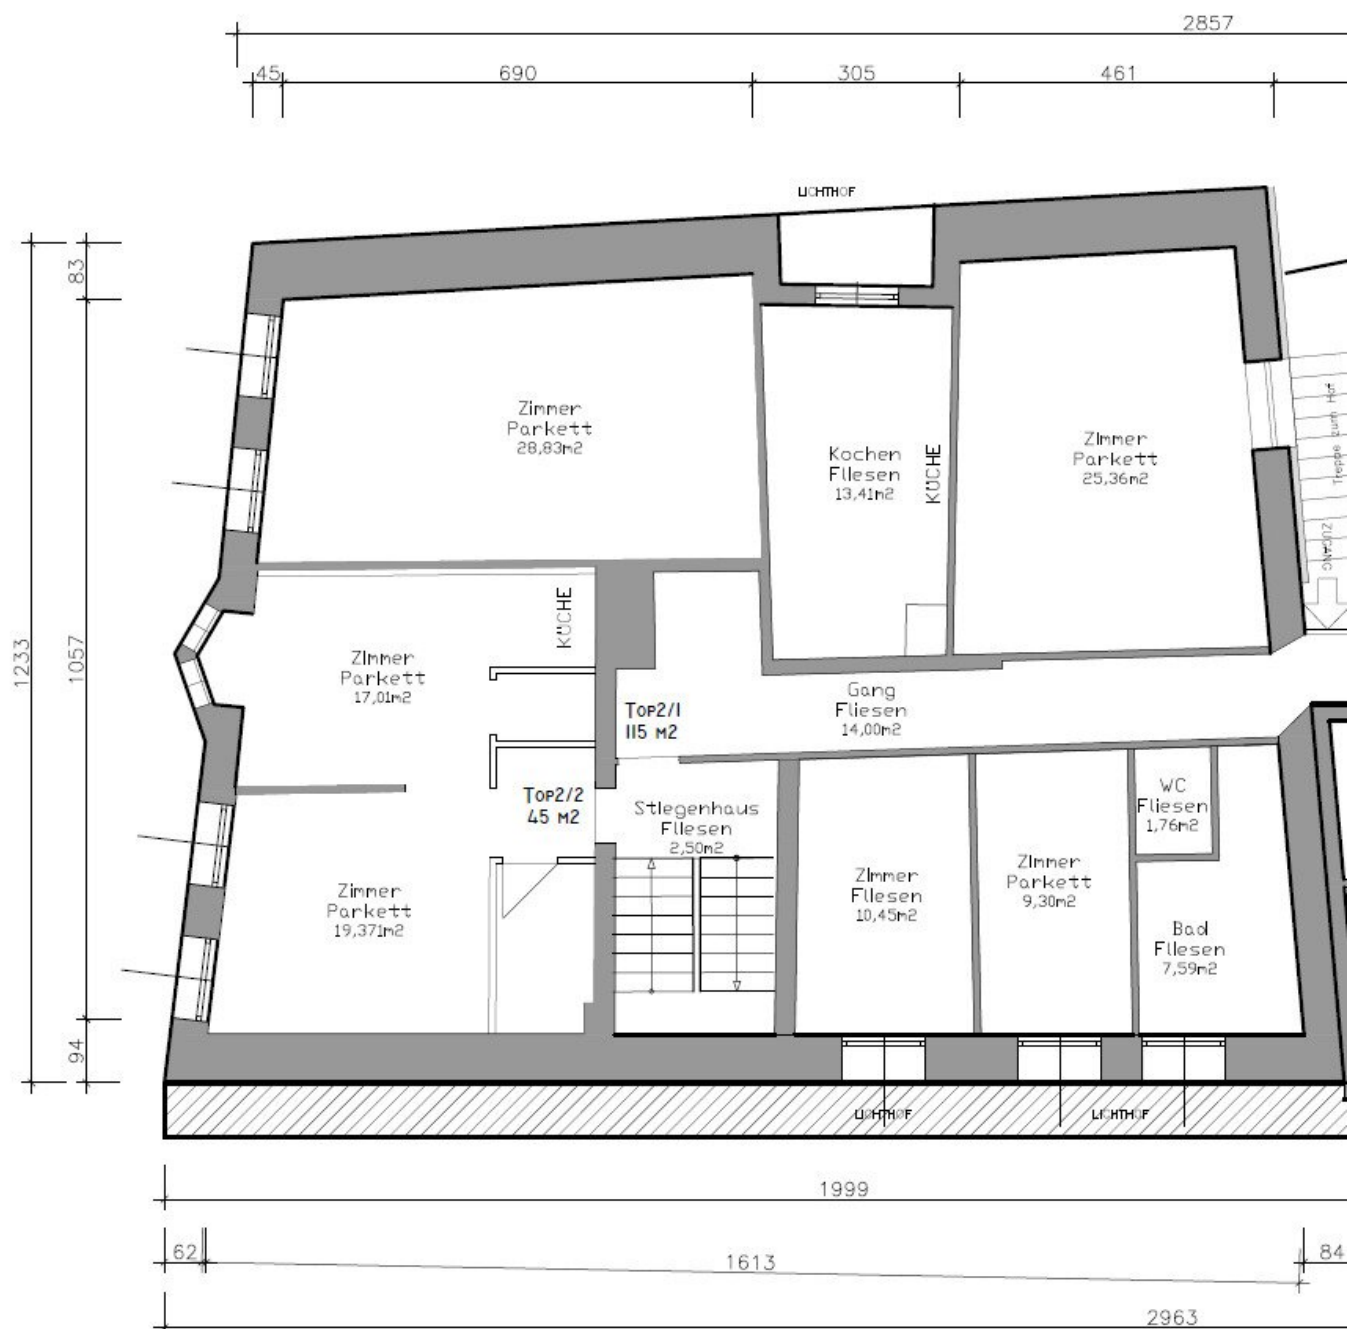 2857
45
690
305
461
LICHTHOF
83
1233
1057
94
Zimmer
Parkett
28,83m2
Kochen
Fliesen
13,41m2
KÜCHE
Zimmer
Parkett
25,36m2
Treppe zum Hof
ZUGANG
KÜCHE
Zimmer
Parkett
17,01m2
Top2/1
115 m2
Gang
Fliesen
14,00m2
Top2/2
45 m2
Stiegenhaus
Fliesen
2,50m2
WC
Fliesen
1,76m2
Zimmer
Parkett
19,371m2
Zimmer
Fliesen
10,45m2
Zimmer
Parkett
9,30m2
Bad
Fliesen
7,59m2
LICHTHOF
LICHTHOF
1999
62
1613
84
2963